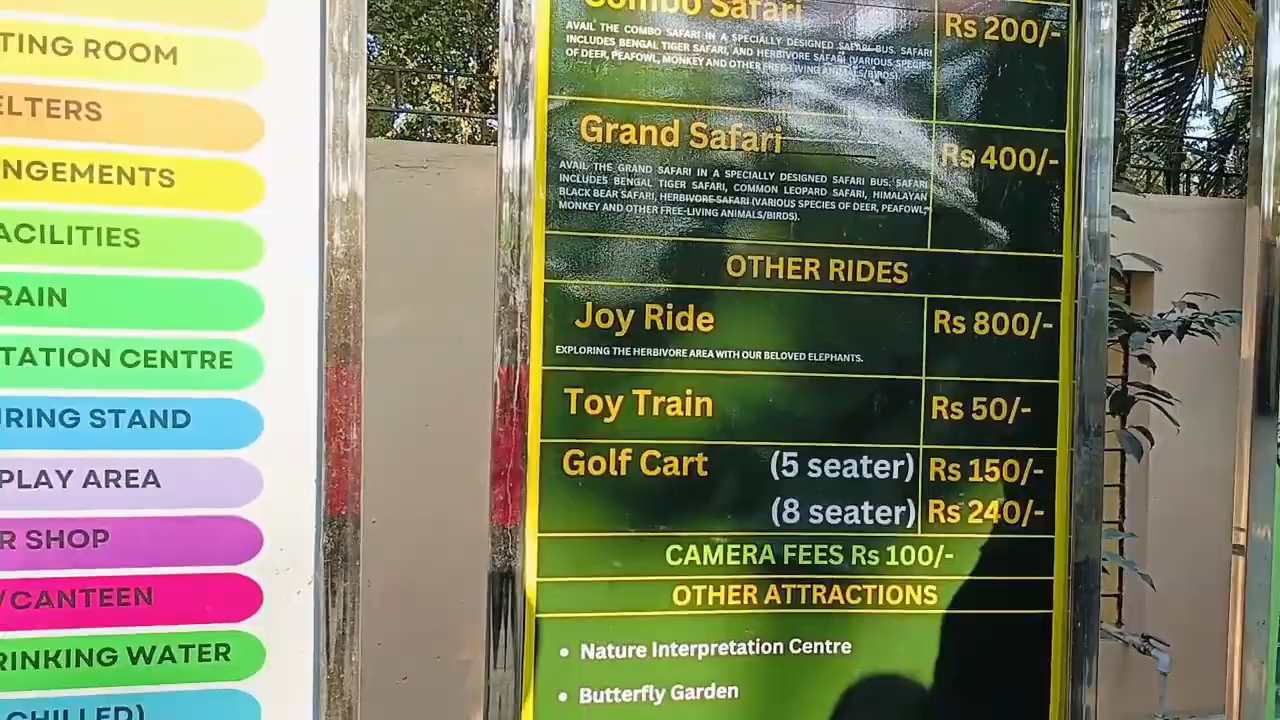 TING ROOM
ELTERS
NGEMENTS
ACILITIES
RAIN
TATION CENTRE
URING STAND
PLAY AREA
R SHOP
/CANTEEN
RINKING WATER
CHILLED)
Combo Safari
Rs 200/-
AVAIL THE COMBO SAFARI IN A SPECIALLY DESIGNED SAFARI BUS. SAFARI
INCLUDES BENGAL TIGER SAFARI, AND HERBIVORE SAFARI (VARIOUS SPECIES
OF DEER, PEAFOWL, MONKEY AND OTHER FREE-LIVING ANIMALS/BIRDS)
Grand Safari
Rs 400/-
AVAIL THE GRAND SAFARI IN A SPECIALLY DESIGNED SAFARI BUS. SAFARI
INCLUDES BENGAL TIGER SAFARI, COMMON LEOPARD SAFARI, HIMALAYAN
BLACK BEAR SAFARI, HERBIVORE SAFARI (VARIOUS SPECIES OF DEER, PEAFOWL,
MONKEY AND OTHER FREE-LIVING ANIMALS/BIRDS).
OTHER RIDES
Joy Ride
Rs 800/-
EXPLORING THE HERBIVORE AREA WITH OUR BELOVED ELEPHANTS.
Toy Train
Rs 50/-
Golf Cart (5 seater) Rs 150/-
(8 seater) Rs 240/-
CAMERA FEES Rs 100/-
OTHER ATTRACTIONS
• Nature Interpretation Centre
• Butterfly Garden